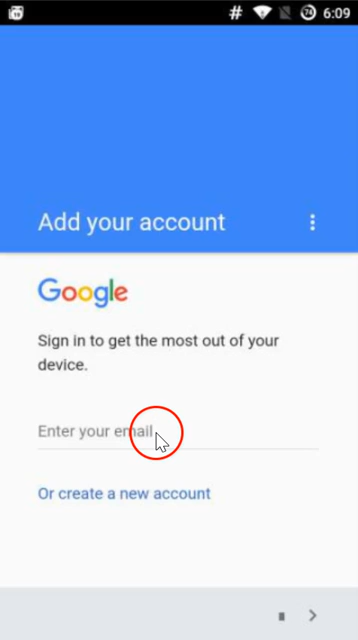 # 74 6:09
Add your account
Google
Sign in to get the most out of your
device.
Enter your email
Or create a new account